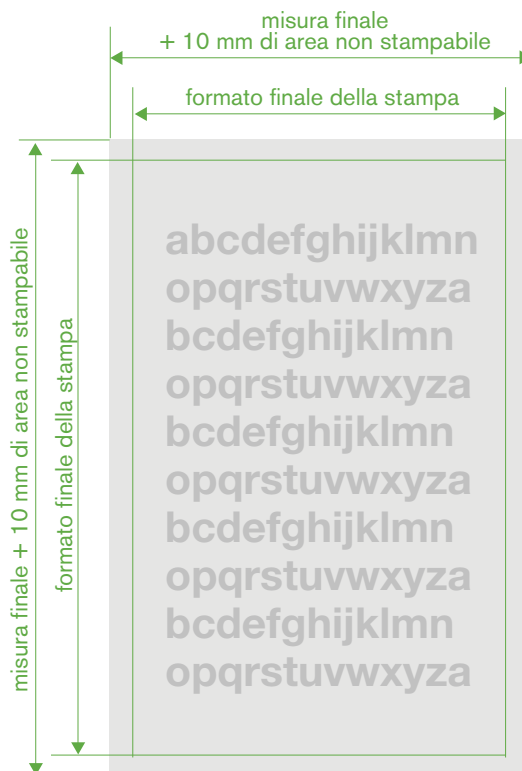 misura finale
+ 10 mm di area non stampabile
formato finale della stampa
misura finale + 10 mm di area non stampabile
formato finale della stampa
abcdefghijklmn
opqrstuvwxyza
bcdefghijklmn
opqrstuvwxyza
bcdefghijklmn
opqrstuvwxyza
bcdefghijklmn
opqrstuvwxyza
bcdefghijklmn
opqrstuvwxyza